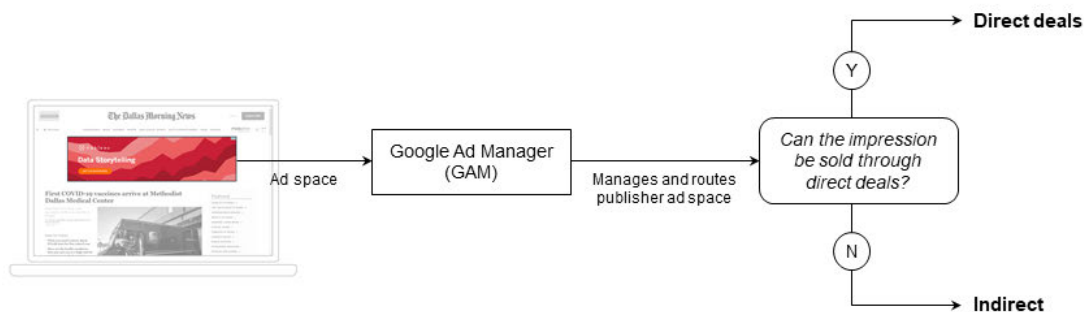 Direct deals
Y
The Dallas Morning News
Data Storytelling
First COVID-19 vaccines arrive at Methodist
Dallas Medical Center
Ad space
Google Ad Manager
(GAM)
Manages and routes
publisher ad space
Can the impression
be sold through
direct deals?
N
Indirect